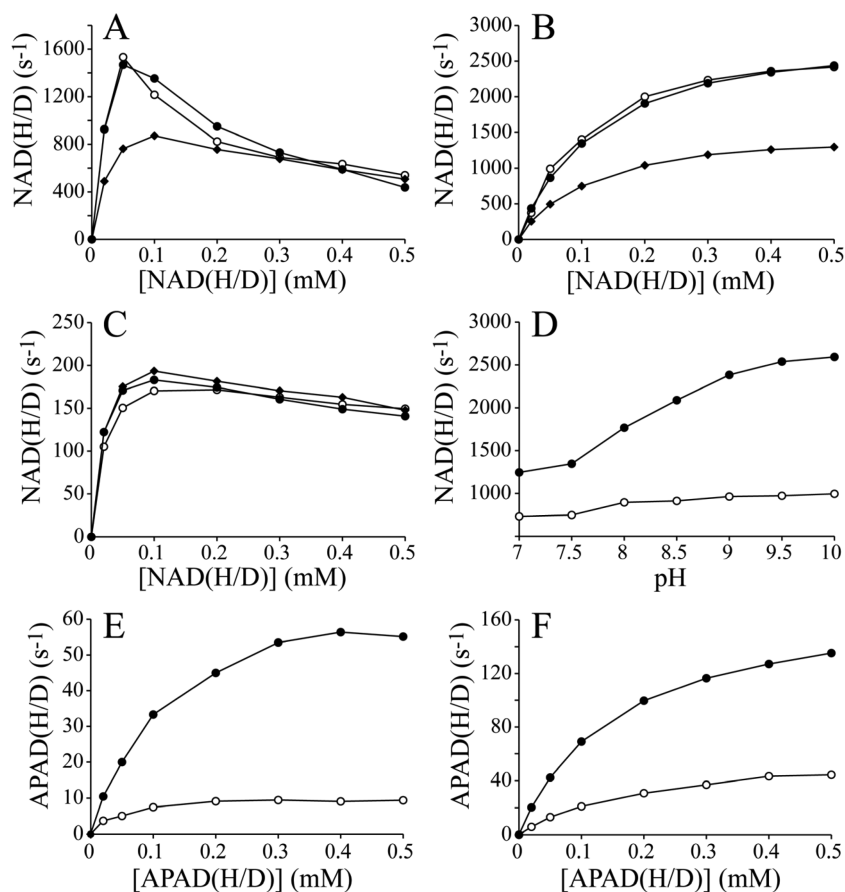 A
NAD(H/D) (s⁻¹)
1600
1200
800
400
0
0 0.1 0.2 0.3 0.4 0.5
[NAD(H/D)] (mM)
B
NAD(H/D) (s⁻¹)
3000
2500
2000
1500
1000
500
0
0 0.1 0.2 0.3 0.4 0.5
[NAD(H/D)] (mM)
C
NAD(H/D) (s⁻¹)
250
200
150
100
50
0
0 0.1 0.2 0.3 0.4 0.5
[NAD(H/D)] (mM)
D
NAD(H/D) (s⁻¹)
3000
2500
2000
1500
1000
7 7.5 8 8.5 9 9.5 10
pH
E
APAD(H/D) (s⁻¹)
60
50
40
30
20
10
0
0 0.1 0.2 0.3 0.4 0.5
[APAD(H/D)] (mM)
F
APAD(H/D) (s⁻¹)
160
120
80
40
0
0 0.1 0.2 0.3 0.4 0.5
[APAD(H/D)] (mM)